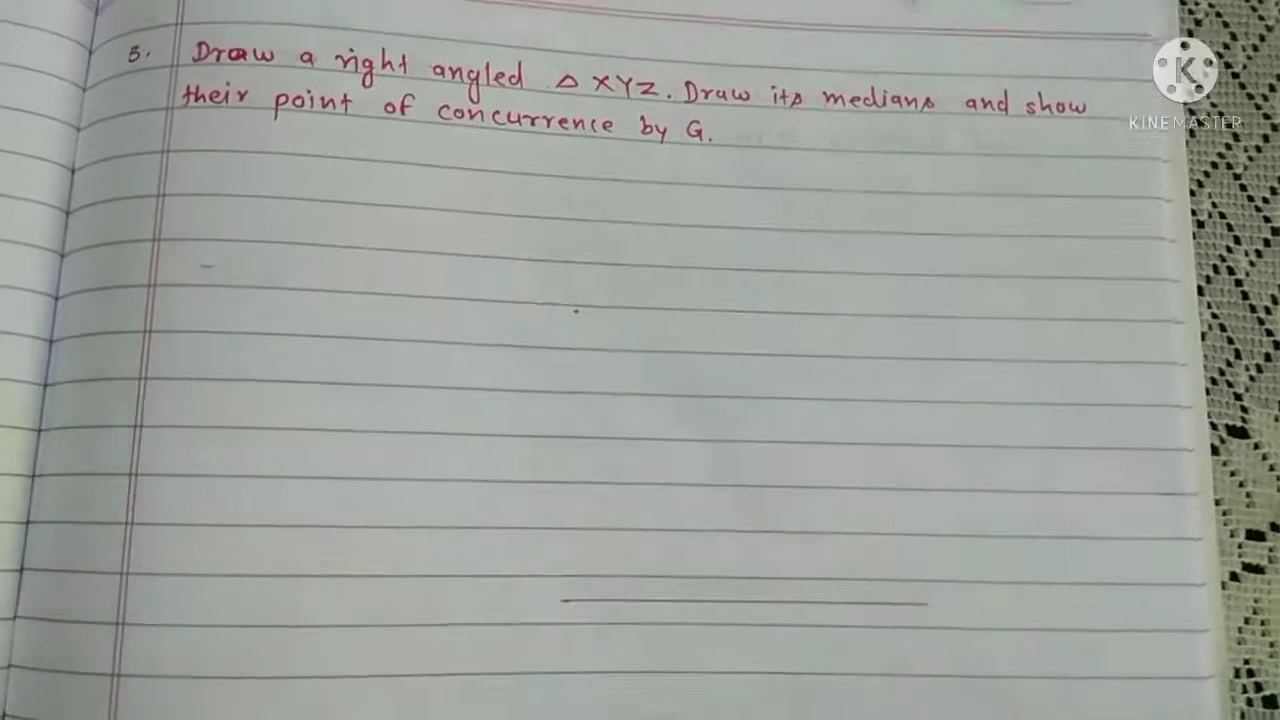 5. Draw a right angled △ XYZ. Draw its medians and show
their point of concurrence by G.
K
KINEMASTER